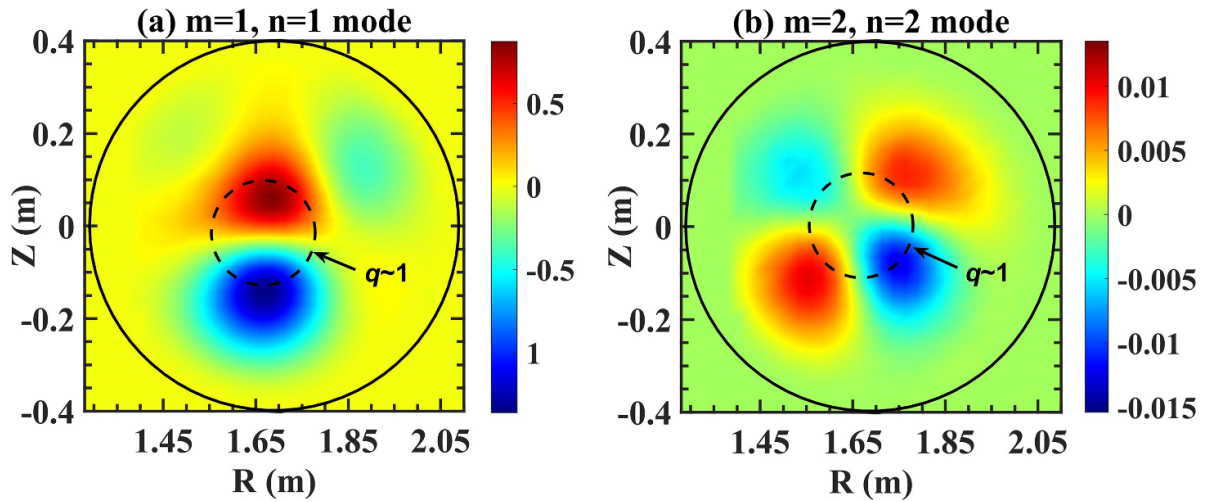 (a) m=1, n=1 mode
0.4
0.2
0
-0.2
-0.4
Z (m)
q~1
1.45 1.65 1.85 2.05
R (m)
0.5
0
-0.5
1
(b) m=2, n=2 mode
0.4
0.2
0
-0.2
-0.4
Z (m)
q~1
1.45 1.65 1.85 2.05
R (m)
0.01
0.005
0
-0.005
-0.01
-0.015